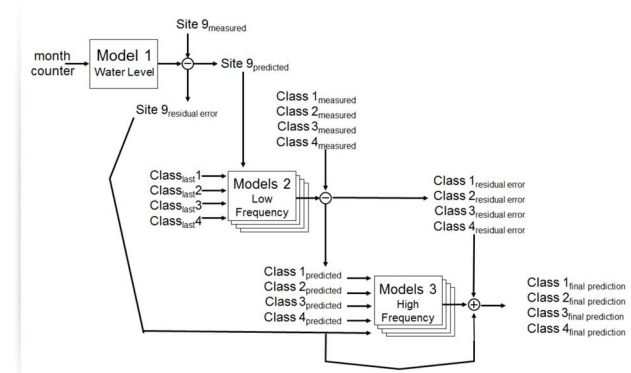 Site 9measured
month
counter
Model 1
Water Level
Site 9predicted
Site 9residual error
Class 1measured
Class 2measured
Class 3measured
Class 4measured
Classlast1
Classlast2
Classlast3
Classlast4
Models 2
Low
Frequency
Class 1residual error
Class 2residual error
Class 3residual error
Class 4residual error
Class 1predicted
Class 2predicted
Class 3predicted
Class 4predicted
Models 3
High
Frequency
Class 1final prediction
Class 2final prediction
Class 3final prediction
Class 4final prediction